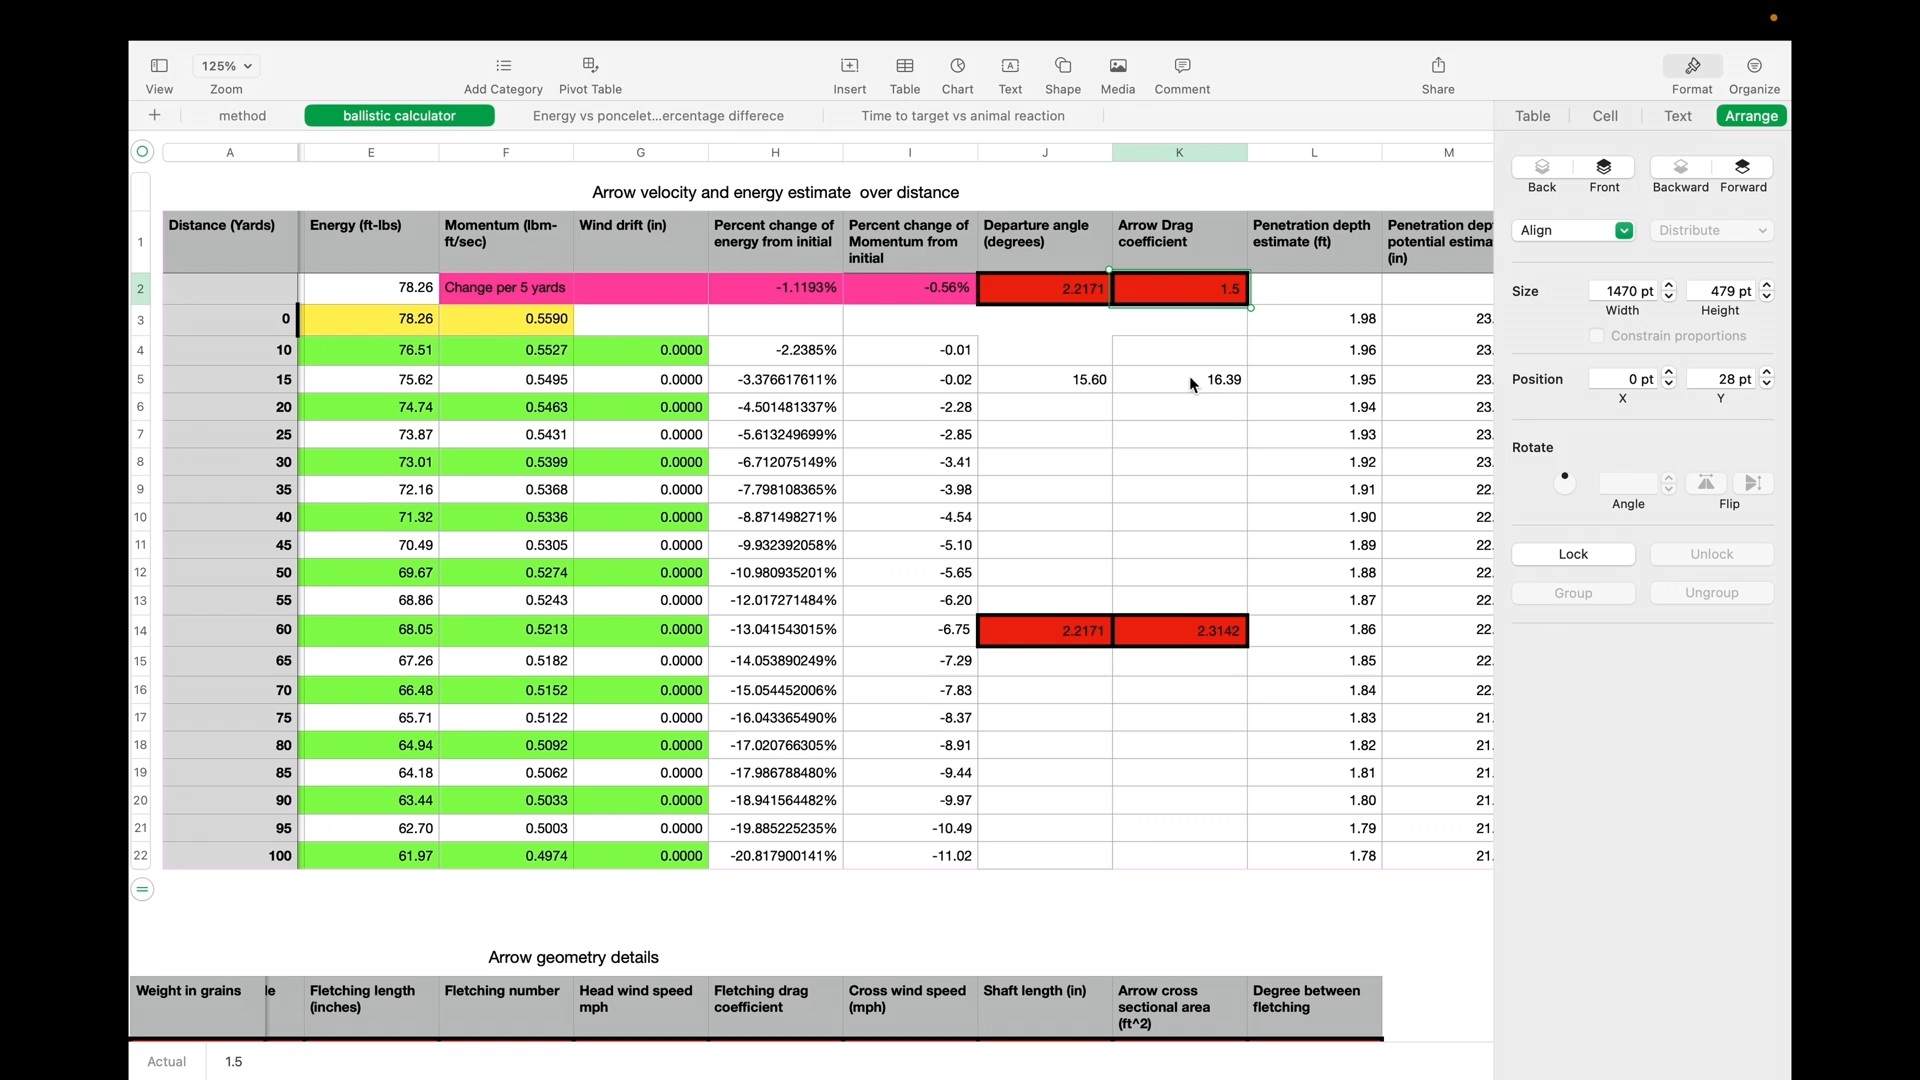 125%
View
Zoom
Add Category
Pivot Table
Insert
Table
Chart
Text
Shape
Media
Comment
Share
Format
Organize
method
ballistic calculator
Energy vs poncelet...ercentage differece
Time to target vs animal reaction
Table
Cell
Text
Arrange
A E F G H I J K L M
Arrow velocity and energy estimate over distance
1 Distance (Yards)
Energy (ft-lbs)
Momentum (lbm-
ft/sec)
Wind drift (in)
Percent change of
energy from initial
Percent change of
Momentum from
initial
Departure angle
(degrees)
Arrow Drag
coefficient
Penetration depth
estimate (ft)
Penetration dep
potential estima
(in)
2 78.26 Change per 5 yards -1.1193% -0.56% 2.2171 1.5
3 0 78.26 0.5590 1.98 23.
4 10 76.51 0.5527 0.0000 -2.2385% -0.01 1.96 23.
5 15 75.62 0.5495 0.0000 -3.376617611% -0.02 15.60 16.39 1.95 23.
6 20 74.74 0.5463 0.0000 -4.501481337% -2.28 1.94 23.
7 25 73.87 0.5431 0.0000 -5.613249699% -2.85 1.93 23.
8 30 73.01 0.5399 0.0000 -6.712075149% -3.41 1.92 23.
9 35 72.16 0.5368 0.0000 -7.798108365% -3.98 1.91 22.
10 40 71.32 0.5336 0.0000 -8.871498271% -4.54 1.90 22.
11 45 70.49 0.5305 0.0000 -9.932392058% -5.10 1.89 22.
12 50 69.67 0.5274 0.0000 -10.980935201% -5.65 1.88 22.
13 55 68.86 0.5243 0.0000 -12.017271484% -6.20 1.87 22.
14 60 68.05 0.5213 0.0000 -13.041543015% -6.75 2.2171 2.3142 1.86 22.
15 65 67.26 0.5182 0.0000 -14.053890249% -7.29 1.85 22.
16 70 66.48 0.5152 0.0000 -15.054452006% -7.83 1.84 22.
17 75 65.71 0.5122 0.0000 -16.043365490% -8.37 1.83 21.
18 80 64.94 0.5092 0.0000 -17.020766305% -8.91 1.82 21.
19 85 64.18 0.5062 0.0000 -17.986788480% -9.44 1.81 21.
20 90 63.44 0.5033 0.0000 -18.941564482% -9.97 1.80 21.
21 95 62.70 0.5003 0.0000 -19.885225235% -10.49 1.79 21.
22 100 61.97 0.4974 0.0000 -20.817900141% -11.02 1.78 21.
Arrow geometry details
Weight in grains
le
Fletching length
(inches)
Fletching number
Head wind speed
mph
Fletching drag
coefficient
Cross wind speed
(mph)
Shaft length (in)
Arrow cross
sectional area
(ft^2)
Degree between
fletching
Actual 1.5
Back
Front
Backward
Forward
Align
Distribute
Size 1470 pt 479 pt
Width Height
Constrain proportions
Position 0 pt 28 pt
X Y
Rotate
Angle Flip
Lock Unlock
Group Ungroup